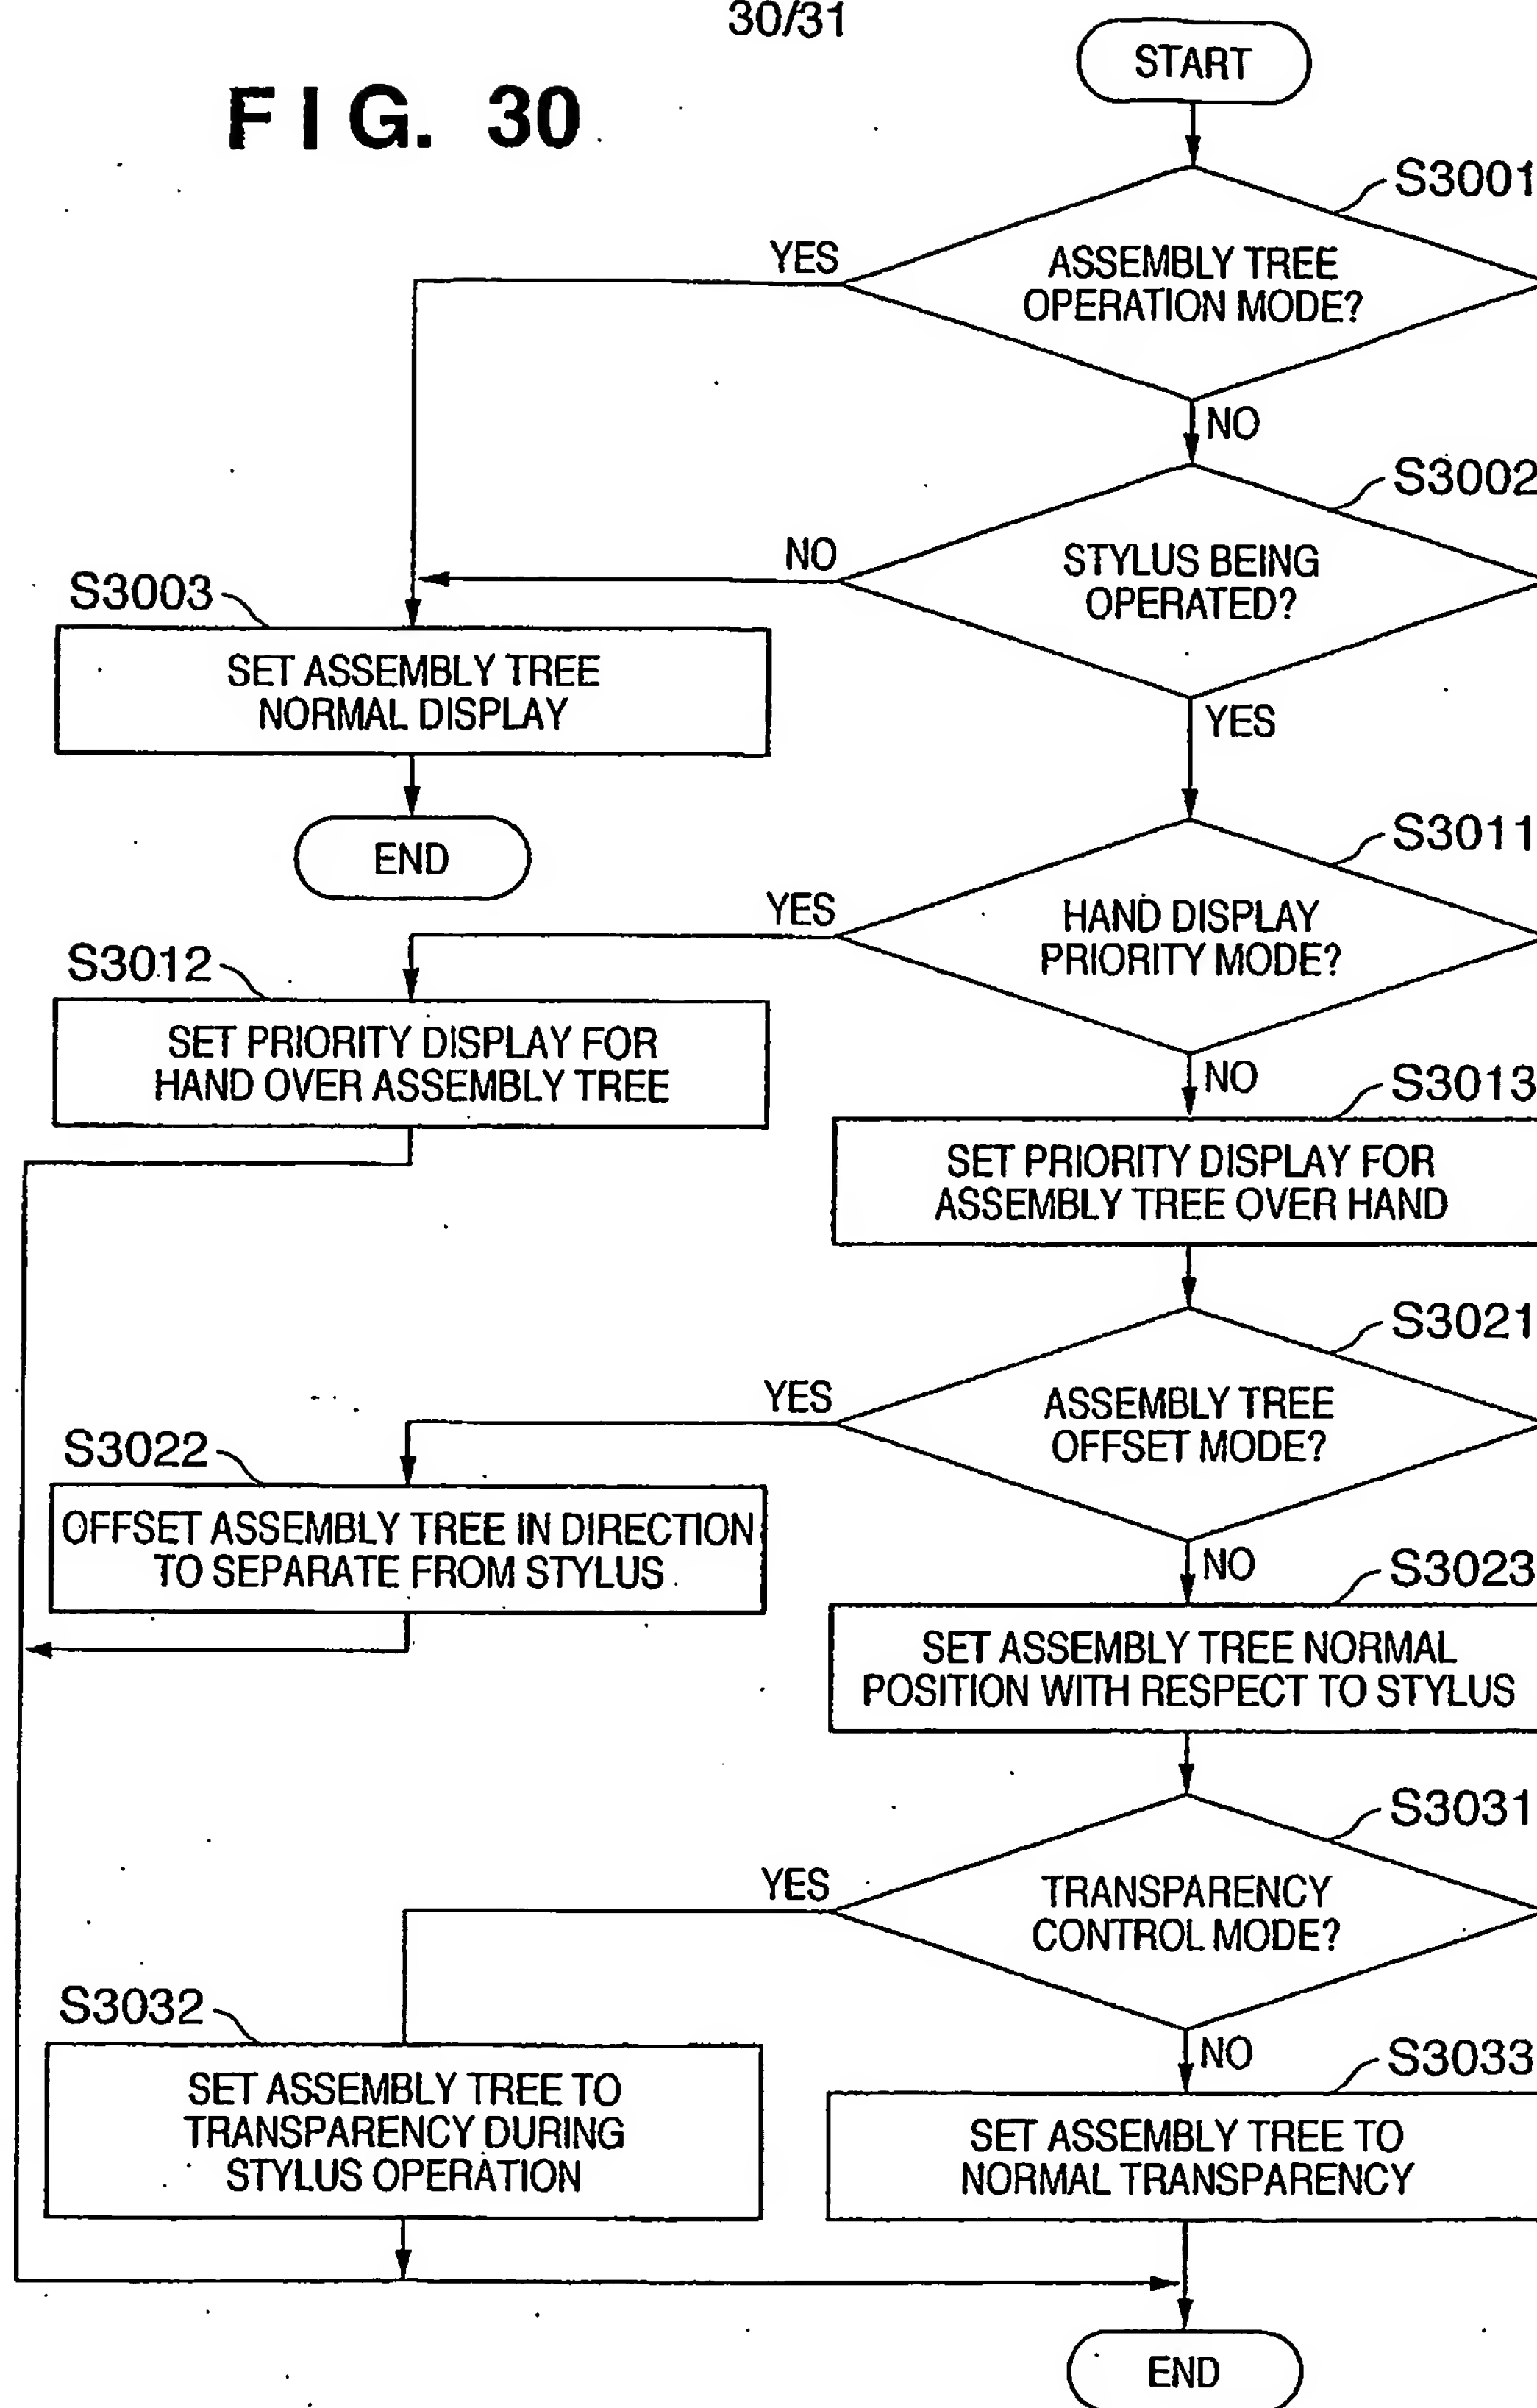 30/31
FIG. 30
START
S3001
ASSEMBLY TREE
OPERATION MODE?
YES
NO
S3002
STYLUS BEING
OPERATED?
NO
YES
S3003
SET ASSEMBLY TREE
NORMAL DISPLAY
END
S3011
HAND DISPLAY
PRIORITY MODE?
YES
NO
S3012
SET PRIORITY DISPLAY FOR
HAND OVER ASSEMBLY TREE
S3013
SET PRIORITY DISPLAY FOR
ASSEMBLY TREE OVER HAND
S3021
ASSEMBLY TREE
OFFSET MODE?
YES
NO
S3022
OFFSET ASSEMBLY TREE IN DIRECTION
TO SEPARATE FROM STYLUS
S3023
SET ASSEMBLY TREE NORMAL
POSITION WITH RESPECT TO STYLUS
S3031
TRANSPARENCY
CONTROL MODE?
YES
NO
S3032
SET ASSEMBLY TREE TO
TRANSPARENCY DURING
STYLUS OPERATION
S3033
SET ASSEMBLY TREE TO
NORMAL TRANSPARENCY
END